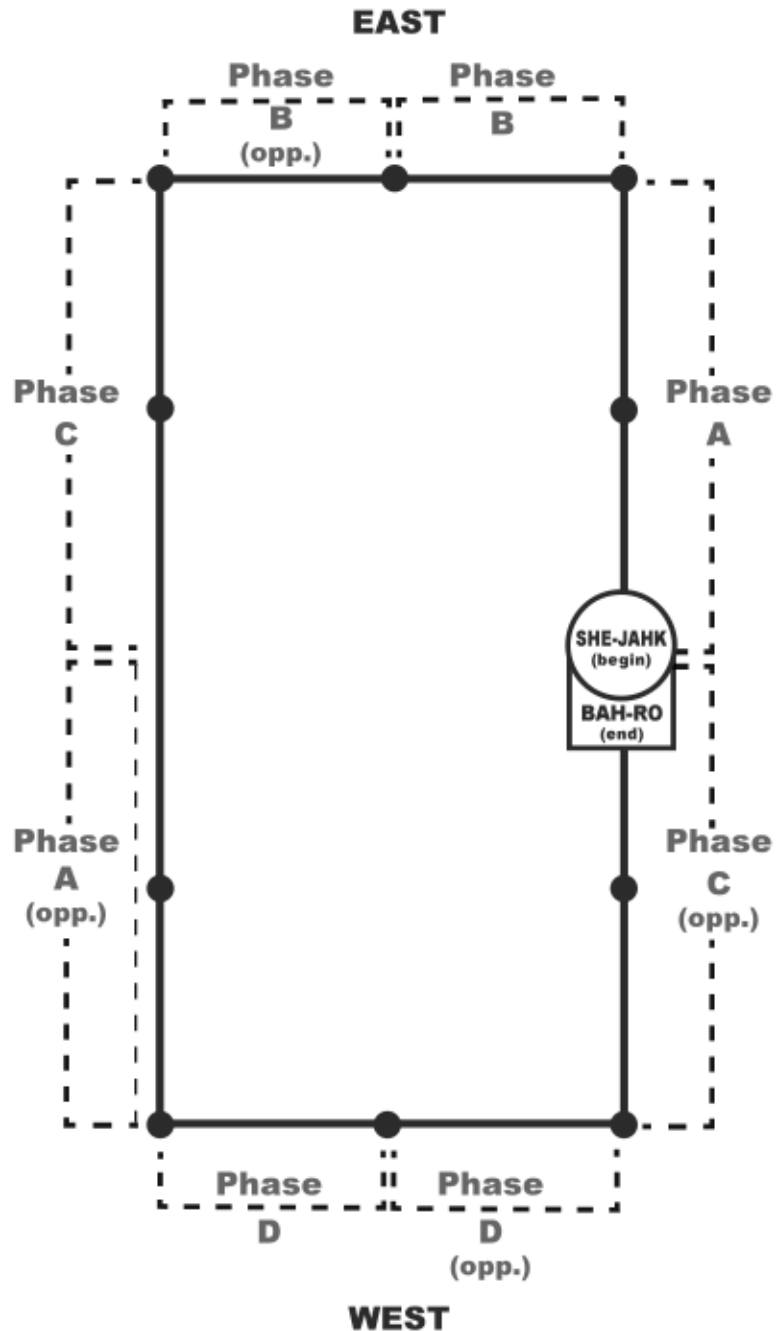 EAST
Phase
B
(opp.)
Phase
B
Phase
C
Phase
A
SHE-JAHK
(begin)
BAH-RO
(end)
Phase
A
(opp.)
Phase
C
(opp.)
Phase
D
Phase
D
(opp.)
WEST